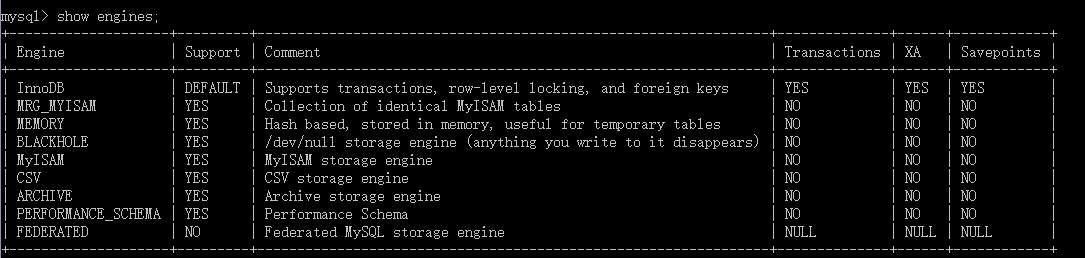 mysql> show engines;
+--------------------+---------+----------------------------------------------------------------+--------------+------+------------+
| Engine             | Support | Comment                                                        | Transactions | XA   | Savepoints |
+--------------------+---------+----------------------------------------------------------------+--------------+------+------------+
| InnoDB             | DEFAULT | Supports transactions, row-level locking, and foreign keys     | YES          | YES  | YES        |
| MRG_MYISAM         | YES     | Collection of identical MyISAM tables                          | NO           | NO   | NO         |
| MEMORY             | YES     | Hash based, stored in memory, useful for temporary tables      | NO           | NO   | NO         |
| BLACKHOLE          | YES     | /dev/null storage engine (anything you write to it disappears) | NO           | NO   | NO         |
| MyISAM             | YES     | MyISAM storage engine                                          | NO           | NO   | NO         |
| CSV                | YES     | CSV storage engine                                             | NO           | NO   | NO         |
| ARCHIVE            | YES     | Archive storage engine                                         | NO           | NO   | NO         |
| PERFORMANCE_SCHEMA | YES     | Performance Schema                                             | NO           | NO   | NO         |
| FEDERATED          | NO      | Federated MySQL storage engine                                 | NULL         | NULL | NULL       |
+--------------------+---------+----------------------------------------------------------------+--------------+------+------------+